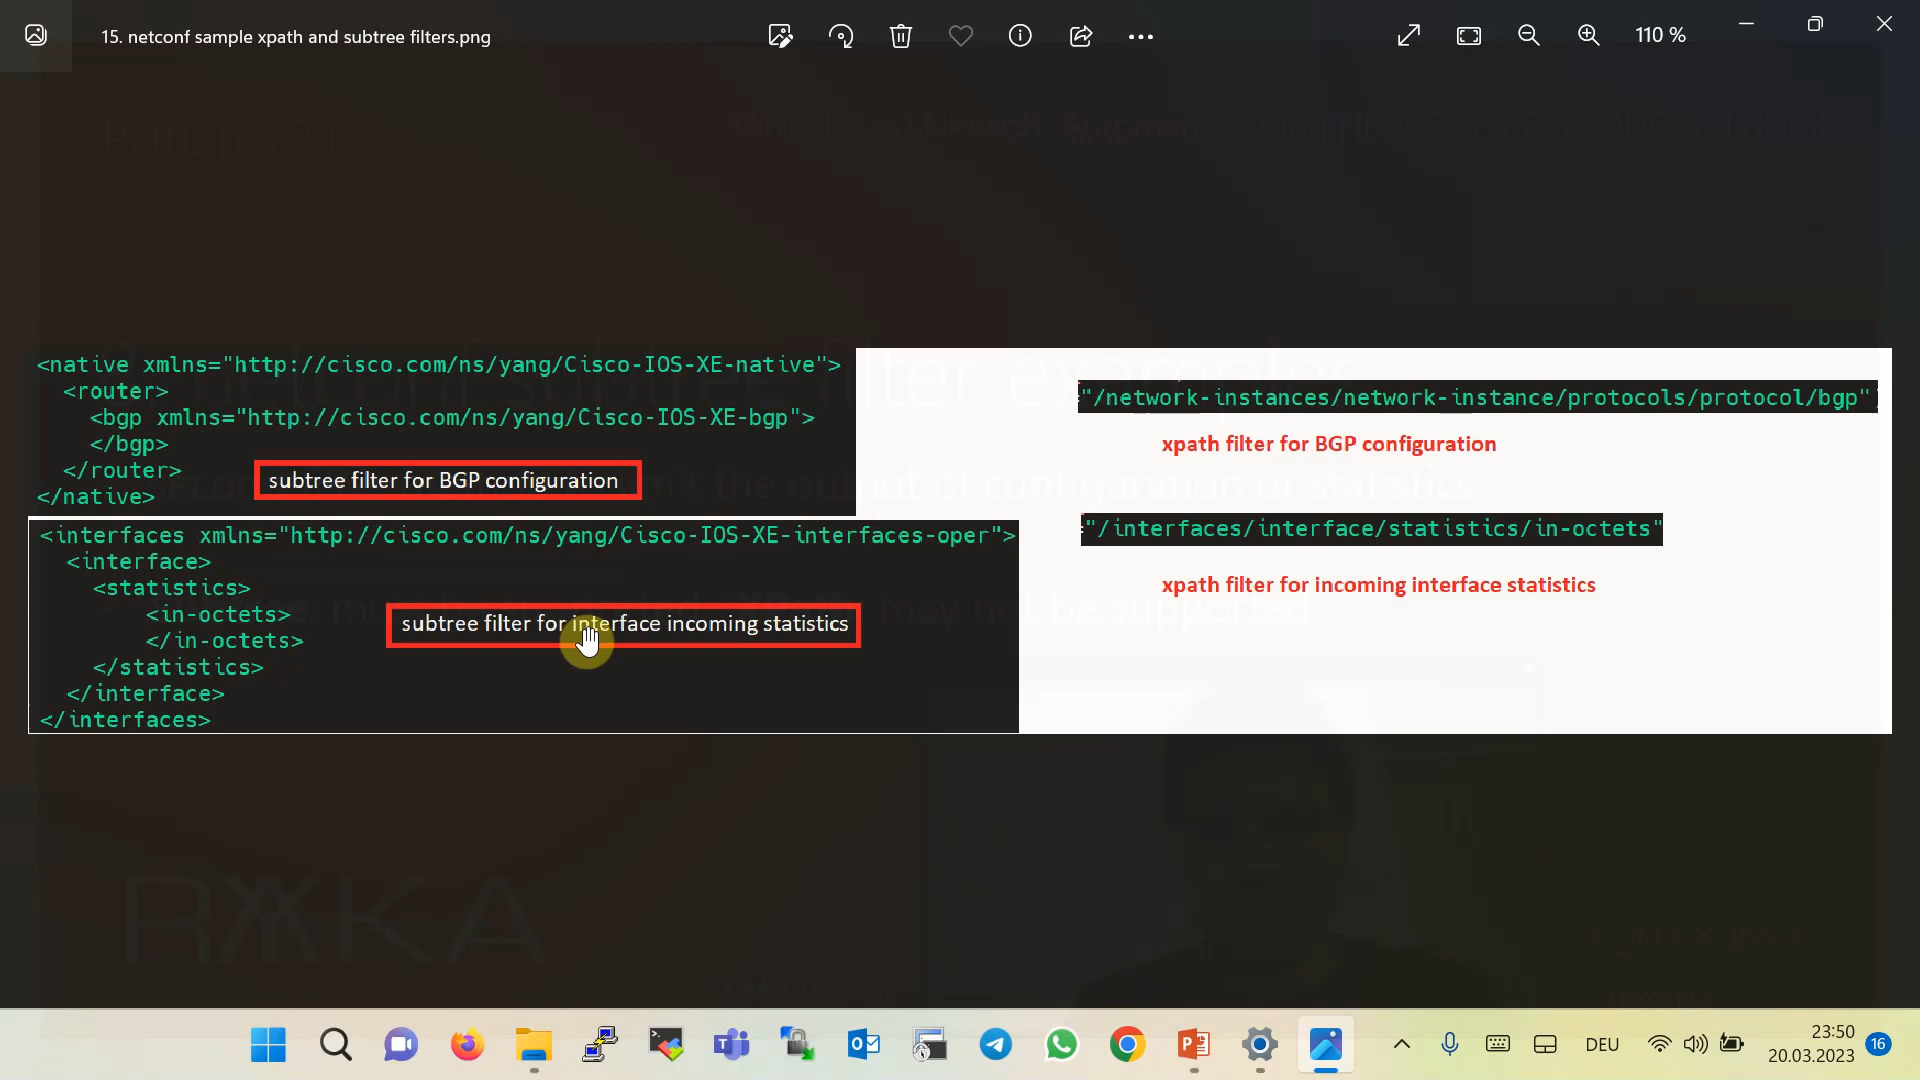 15. netconf sample xpath and subtree filters.png
110 %
Python 3.7+
<native xmlns="http://cisco.com/ns/yang/Cisco-IOS-XE-native">
<router>
<bgp xmlns="http://cisco.com/ns/yang/Cisco-IOS-XE-bgp">
</bgp>
</router>
</native>
subtree filter for BGP configuration
<interfaces xmlns="http://cisco.com/ns/yang/Cisco-IOS-XE-interfaces-oper">
<interface>
<statistics>
<in-octets>
</in-octets>
</statistics>
</interface>
</interfaces>
subtree filter for interface incoming statistics
="/network-instances/network-instance/protocols/protocol/bgp"
xpath filter for BGP configuration
="/interfaces/interface/statistics/in-octets"
xpath filter for incoming interface statistics
DEU
23:50
20.03.2023
16